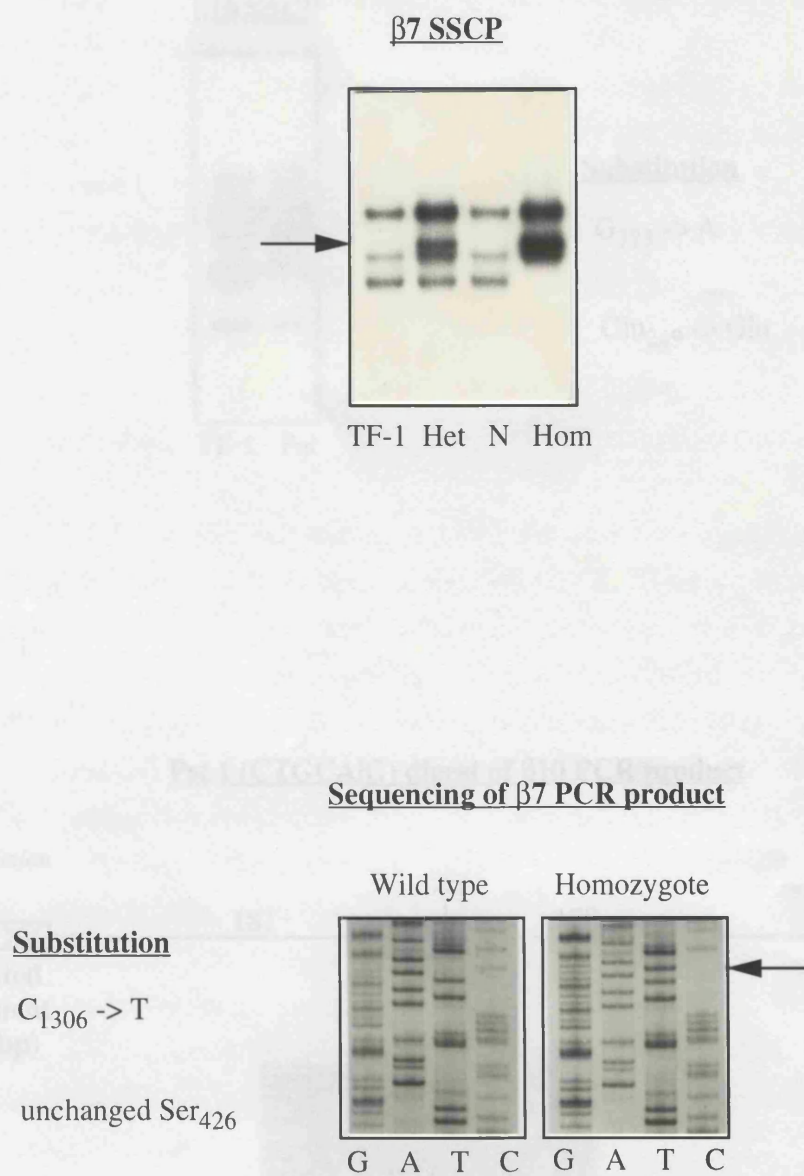 β7 SSCP
TF-1 Het N Hom
Sequencing of β7 PCR product
Wild type Homozygote
Substitution
C1306 -> T
unchanged Ser426
G A T C G A T C